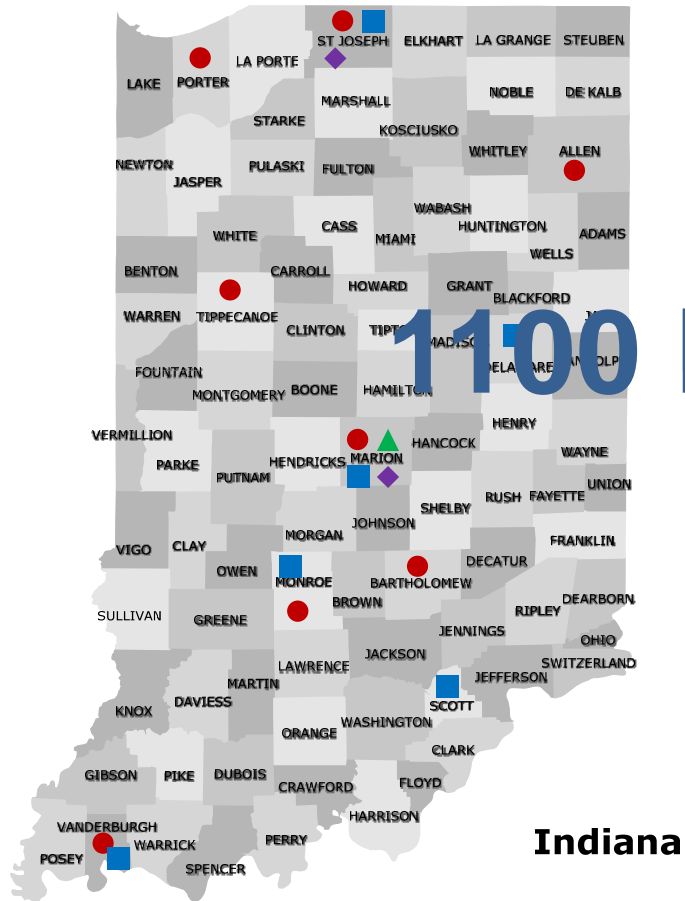 ST JOSEPH
ELKHART
LA GRANGE
STEUBEN
LA PORTE
PORTER
LAKE
MARSHALL
NOBLE
DE KALB
STARKE
KOSCIUSKO
WHITLEY
ALLEN
NEWTON
JASPER
PULASKI
FULTON
WABASH
HUNTINGTON
CASS
MIAMI
WHITE
ADAMS
WELLS
BENTON
CARROLL
HOWARD
GRANT
BLACKFORD
WARREN
TIPPECANOE
CLINTON
1100
FOUNTAIN
MONTGOMERY
BOONE
HAMILTON
HENRY
VERMILLION
HANCOCK
WAYNE
PARKE
HENDRICKS
MARION
PUTNAM
UNION
RUSH
FAYETTE
SHELBY
JOHNSON
MORGAN
FRANKLIN
VIGO
CLAY
OWEN
DECATUR
MONROE
BARTHOLOMEW
BROWN
DEARBORN
RIPLEY
SULLIVAN
GREENE
JENNINGS
OHIO
JACKSON
LAWRENCE
SWITZERLAND
JEFFERSON
MARTIN
DAVIESS
KNOX
SCOTT
WASHINGTON
ORANGE
CLARK
GIBSON
PIKE
DUBOIS
CRAWFORD
FLOYD
HARRISON
VANDERBURGH
WARRICK
PERRY
POSEY
SPENCER
Indiana